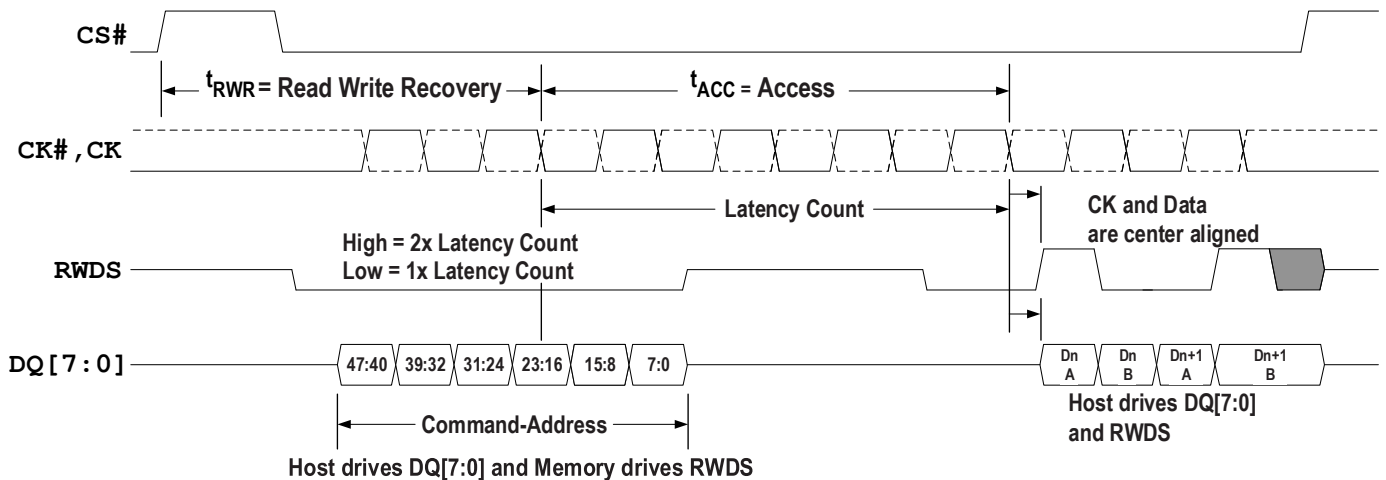 CS#
tRWR = Read Write Recovery
tACC = Access
CK#,CK
Latency Count
CK and Data
are center aligned
High = 2x Latency Count
Low = 1x Latency Count
RWDS
DQ[7:0]
47:40 39:32 31:24 23:16 15:8 7:0
Dn
A
Dn
B
Dn+1
A
Dn+1
B
Command-Address
Host drives DQ[7:0]
and RWDS
Host drives DQ[7:0] and Memory drives RWDS